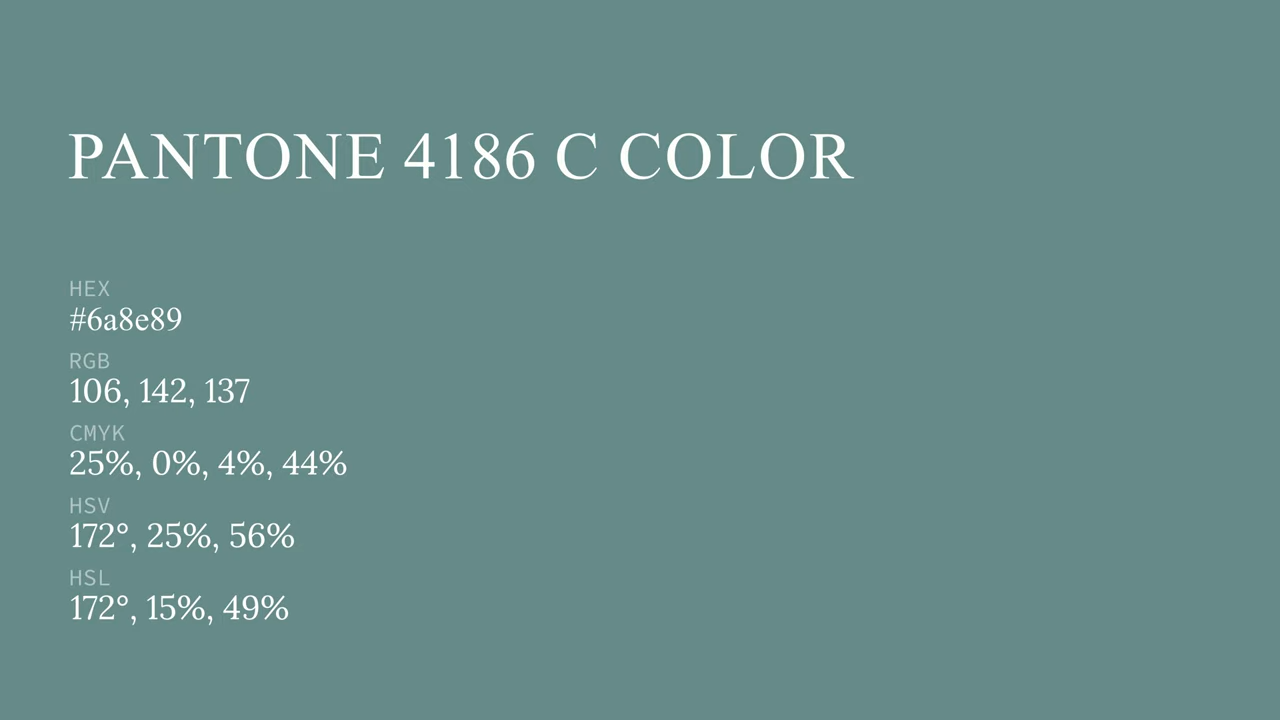 PANTONE 4186 C COLOR
HEX
#6a8e89
RGB
106, 142, 137
CMYK
25%, 0%, 4%, 44%
HSV
172°, 25%, 56%
HSL
172°, 15%, 49%